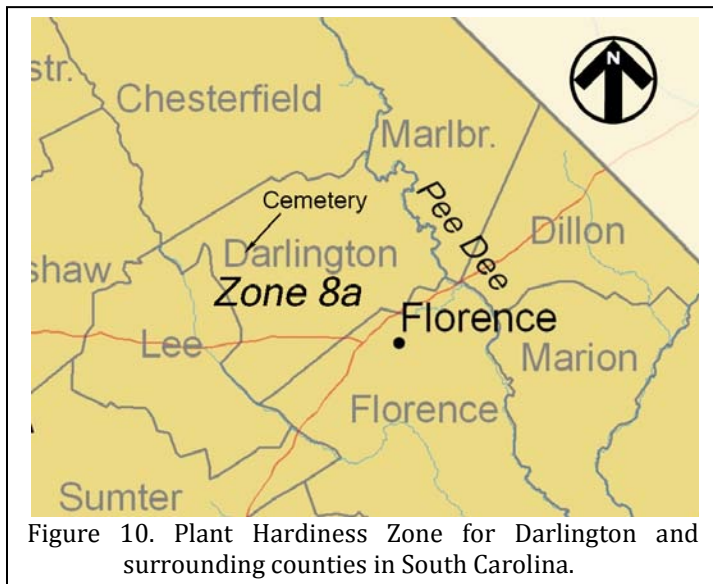 str.
Chesterfield
N
Marlbr.
Cemetery
Pee Dee
Dillon
shaw
Darlington
Zone 8a
Florence
Lee
Marion
Florence
Sumter
Figure 10. Plant Hardiness Zone for Darlington and
surrounding counties in South Carolina.